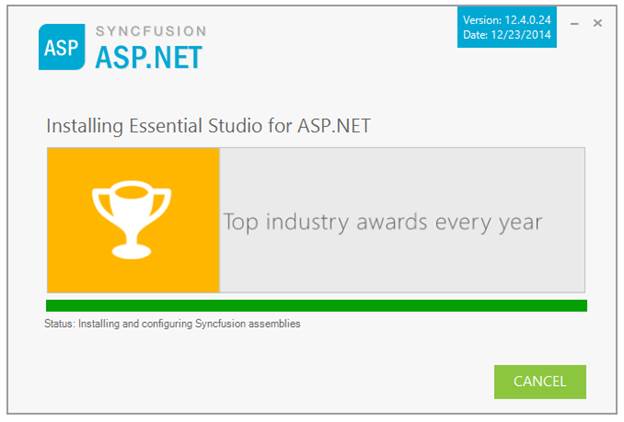 SYNCFUSION
ASP
ASP.NET
Version: 12.4.0.24
Date: 12/23/2014
Installing Essential Studio for ASP.NET
Top industry awards every year
Status: Installing and configuring Syncfusion assemblies
CANCEL